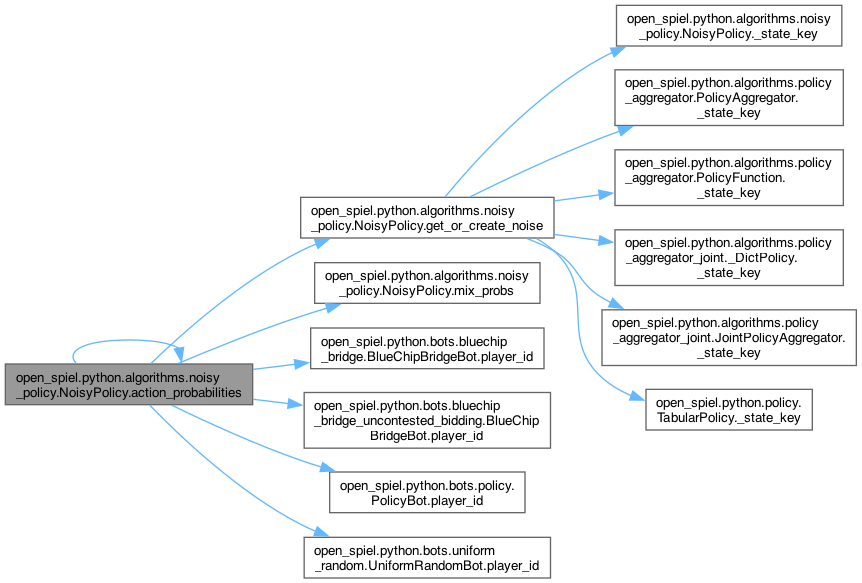 open_spiel.python.algorithms.noisy
_policy.NoisyPolicy._state_key
open_spiel.python.algorithms.policy
_aggregator.PolicyAggregator.
_state_key
open_spiel.python.algorithms.policy
_aggregator.PolicyFunction.
_state_key
open_spiel.python.algorithms.noisy
_policy.NoisyPolicy.get_or_create_noise
open_spiel.python.algorithms.policy
_aggregator_joint._DictPolicy.
_state_key
open_spiel.python.algorithms.noisy
_policy.NoisyPolicy.mix_probs
open_spiel.python.algorithms.policy
_aggregator_joint.JointPolicyAggregator.
_state_key
open_spiel.python.bots.bluechip
_bridge.BlueChipBridgeBot.player_id
open_spiel.python.algorithms.noisy
_policy.NoisyPolicy.action_probabilities
open_spiel.python.policy.
TabularPolicy._state_key
open_spiel.python.bots.bluechip
_bridge_uncontested_bidding.BlueChip
BridgeBot.player_id
open_spiel.python.bots.policy.
PolicyBot.player_id
open_spiel.python.bots.uniform
_random.UniformRandomBot.player_id